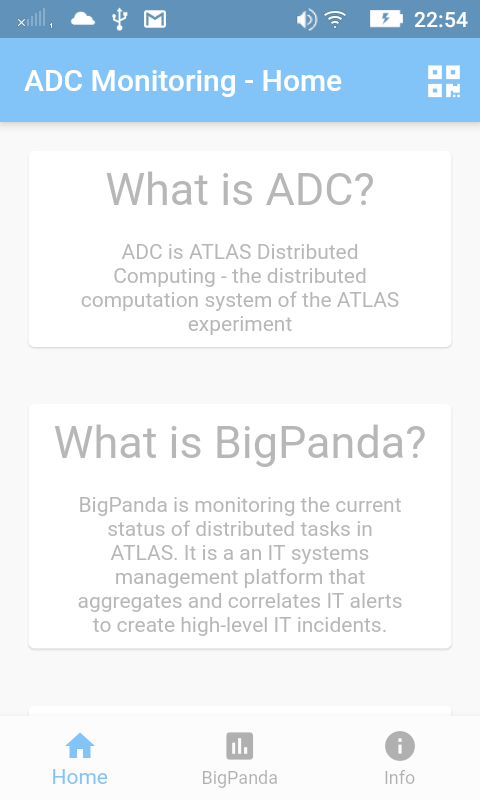 22:54
ADC Monitoring - Home
What is ADC?
ADC is ATLAS Distributed
Computing - the distributed
computation system of the ATLAS
experiment
What is BigPanda?
BigPanda is monitoring the current
status of distributed tasks in
ATLAS. It is a an IT systems
management platform that
aggregates and correlates IT alerts
to create high-level IT incidents.
Home
BigPanda
Info